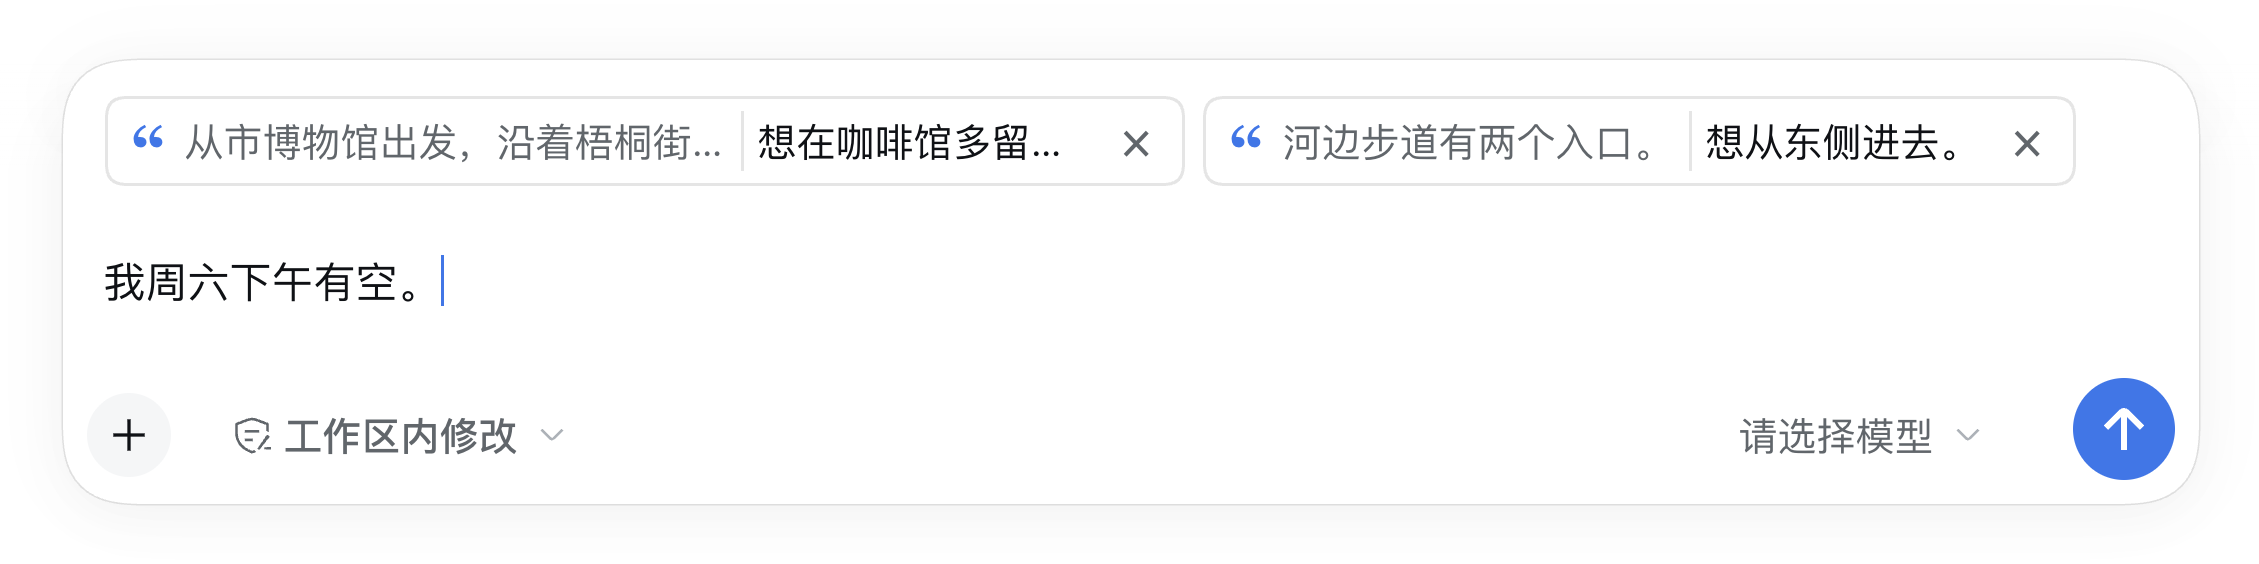 “ 从市博物馆出发，沿着梧桐街... 想在咖啡馆多留... “ 河边步道有两个入口。 想从东侧进去。
我周六下午有空。
工作区内修改 请选择模型